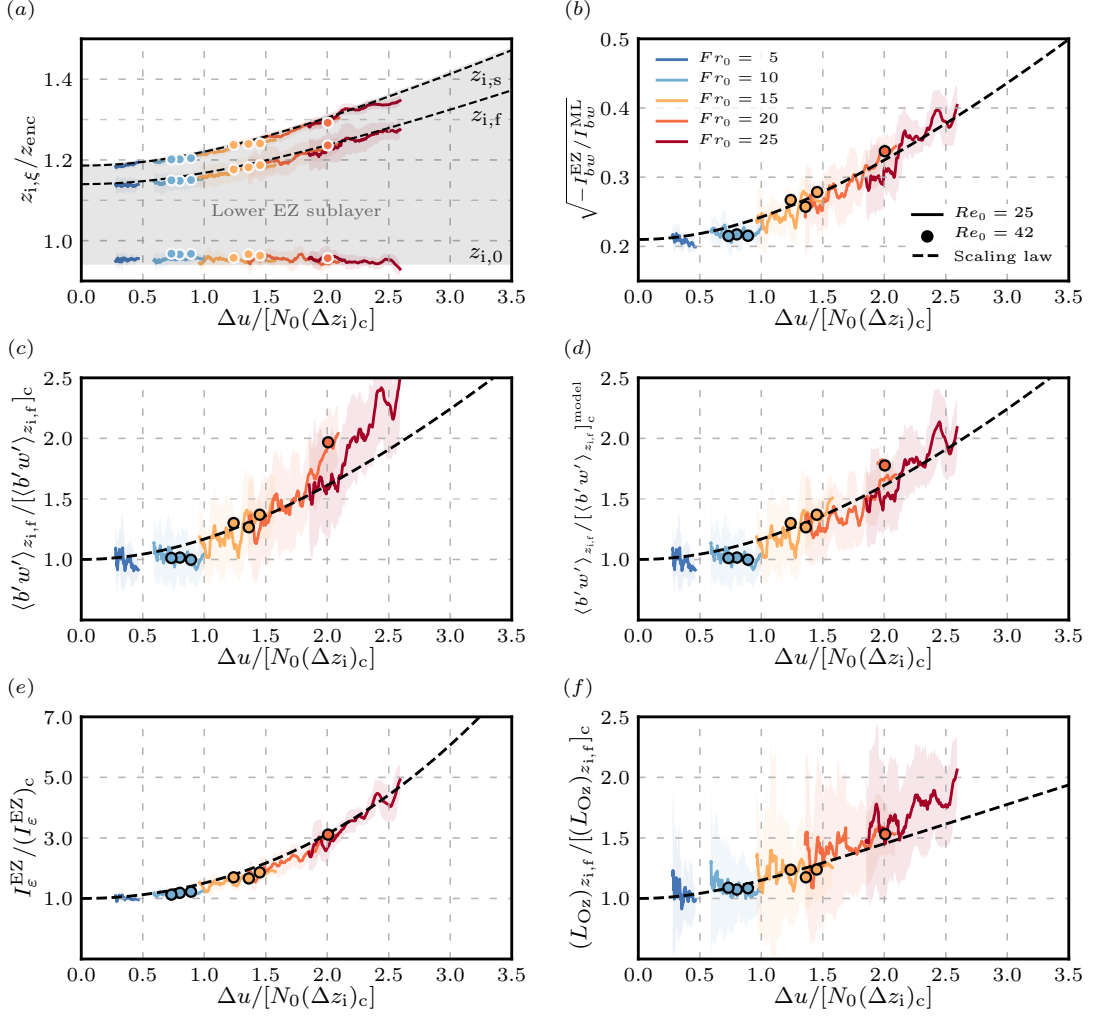 (a)
1.4
1.2
1.0
z_{i,ξ}/z_{enc}
z_{i,s}
z_{i,f}
Lower EZ sublayer
z_{i,0}
0.0 0.5 1.0 1.5 2.0 2.5 3.0 3.5
Δu/[N_0(Δz_i)_c]
(b)
0.5
0.4
0.3
0.2
√(−I_{bw}^{EZ}/I_{bw}^{ML})
Fr_0 = 5
Fr_0 = 10
Fr_0 = 15
Fr_0 = 20
Fr_0 = 25
Re_0 = 25
Re_0 = 42
Scaling law
0.0 0.5 1.0 1.5 2.0 2.5 3.0 3.5
Δu/[N_0(Δz_i)_c]
(c)
2.5
2.0
1.5
1.0
⟨b′w′⟩_{z_{i,f}}/[⟨b′w′⟩_{z_{i,f}}]_c
0.0 0.5 1.0 1.5 2.0 2.5 3.0 3.5
Δu/[N_0(Δz_i)_c]
(d)
2.5
2.0
1.5
1.0
⟨b′w′⟩_{z_{i,f}}/[⟨b′w′⟩_{z_{i,f}}]_c^{model}
0.0 0.5 1.0 1.5 2.0 2.5 3.0 3.5
Δu/[N_0(Δz_i)_c]
(e)
7.0
5.0
3.0
1.0
I_ε^{EZ}/(I_ε^{EZ})_c
0.0 0.5 1.0 1.5 2.0 2.5 3.0 3.5
Δu/[N_0(Δz_i)_c]
(f)
2.5
2.0
1.5
1.0
(L_{Oz})_{z_{i,f}}/[(L_{Oz})_{z_{i,f}}]_c
0.0 0.5 1.0 1.5 2.0 2.5 3.0 3.5
Δu/[N_0(Δz_i)_c]